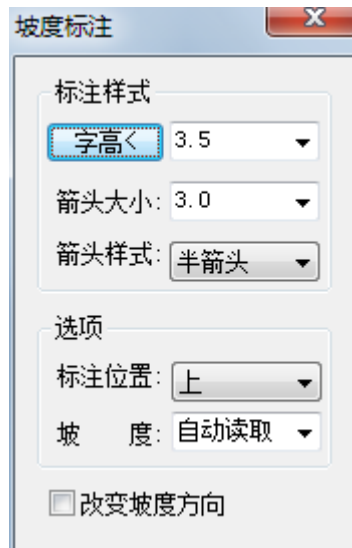 坡度标注
标注样式
字高< 3.5
箭头大小: 3.0
箭头样式: 半箭头
选项
标注位置: 上
坡 度: 自动读取
改变坡度方向